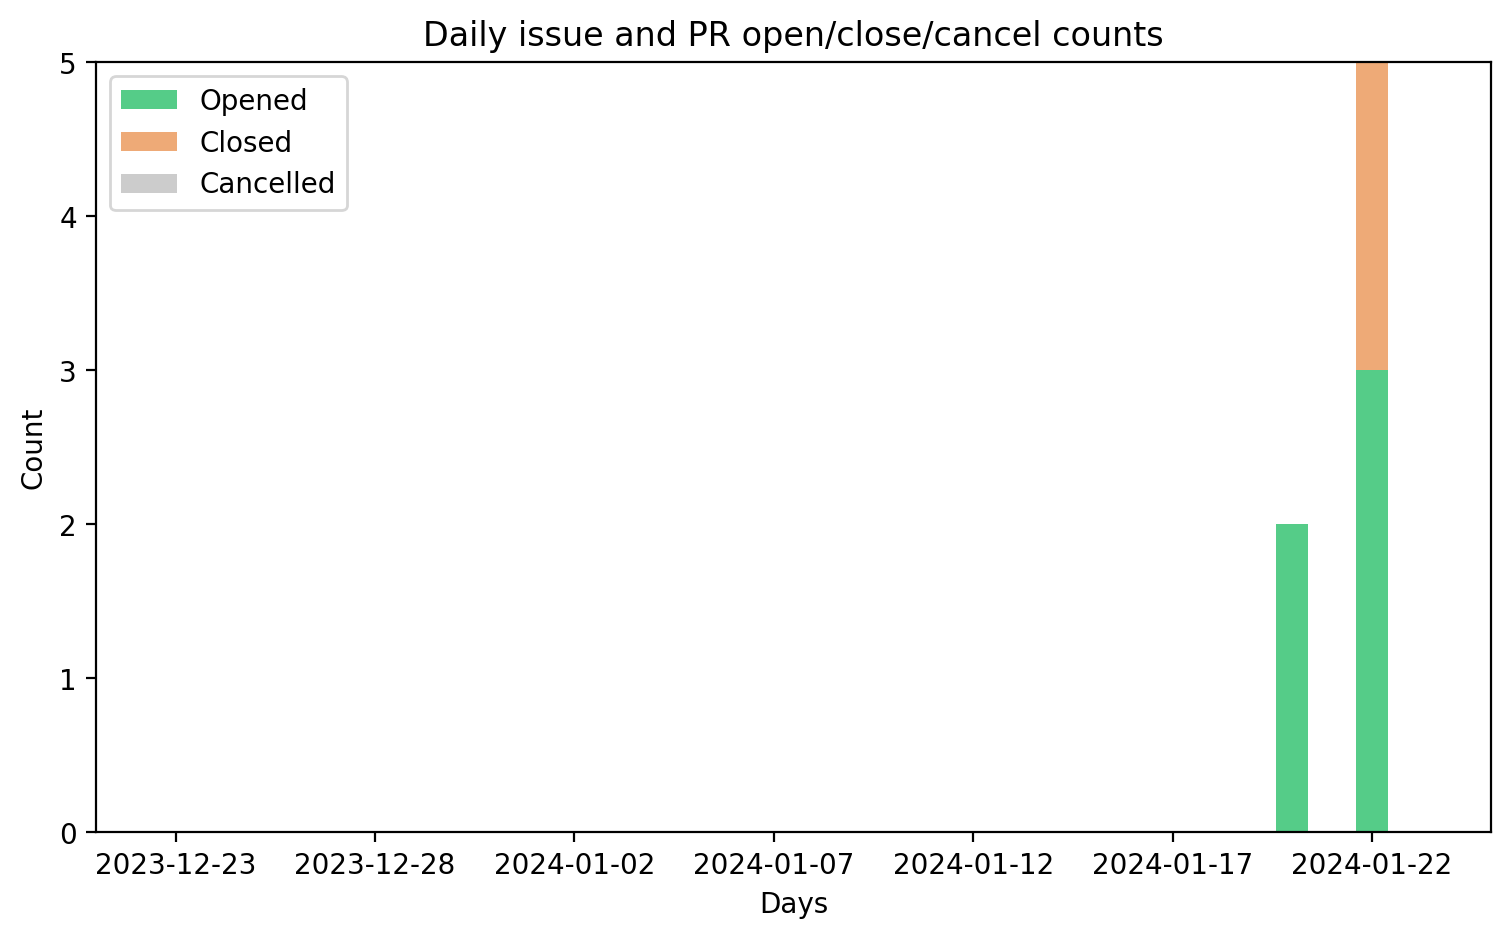 Daily issue and PR open/close/cancel counts
Opened
Closed
Cancelled
Count
5
4
3
2
1
0
2023-12-23 2023-12-28 2024-01-02 2024-01-07 2024-01-12 2024-01-17 2024-01-22
Days